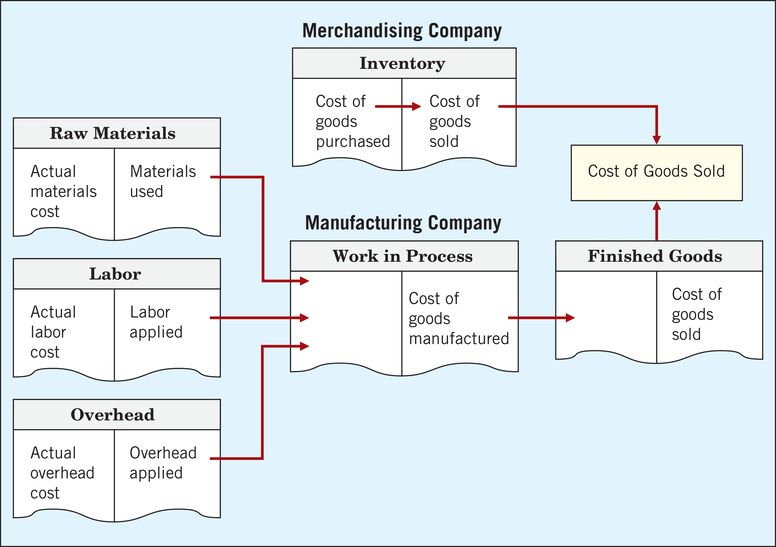 Merchandising Company
Inventory
Cost of
goods
purchased
Cost of
goods
sold
Raw Materials
Actual
materials
cost
Materials
used
Cost of Goods Sold
Manufacturing Company
Work in Process
Cost of
goods
manufactured
Finished Goods
Cost of
goods
sold
Labor
Actual
labor
cost
Labor
applied
Overhead
Actual
overhead
cost
Overhead
applied